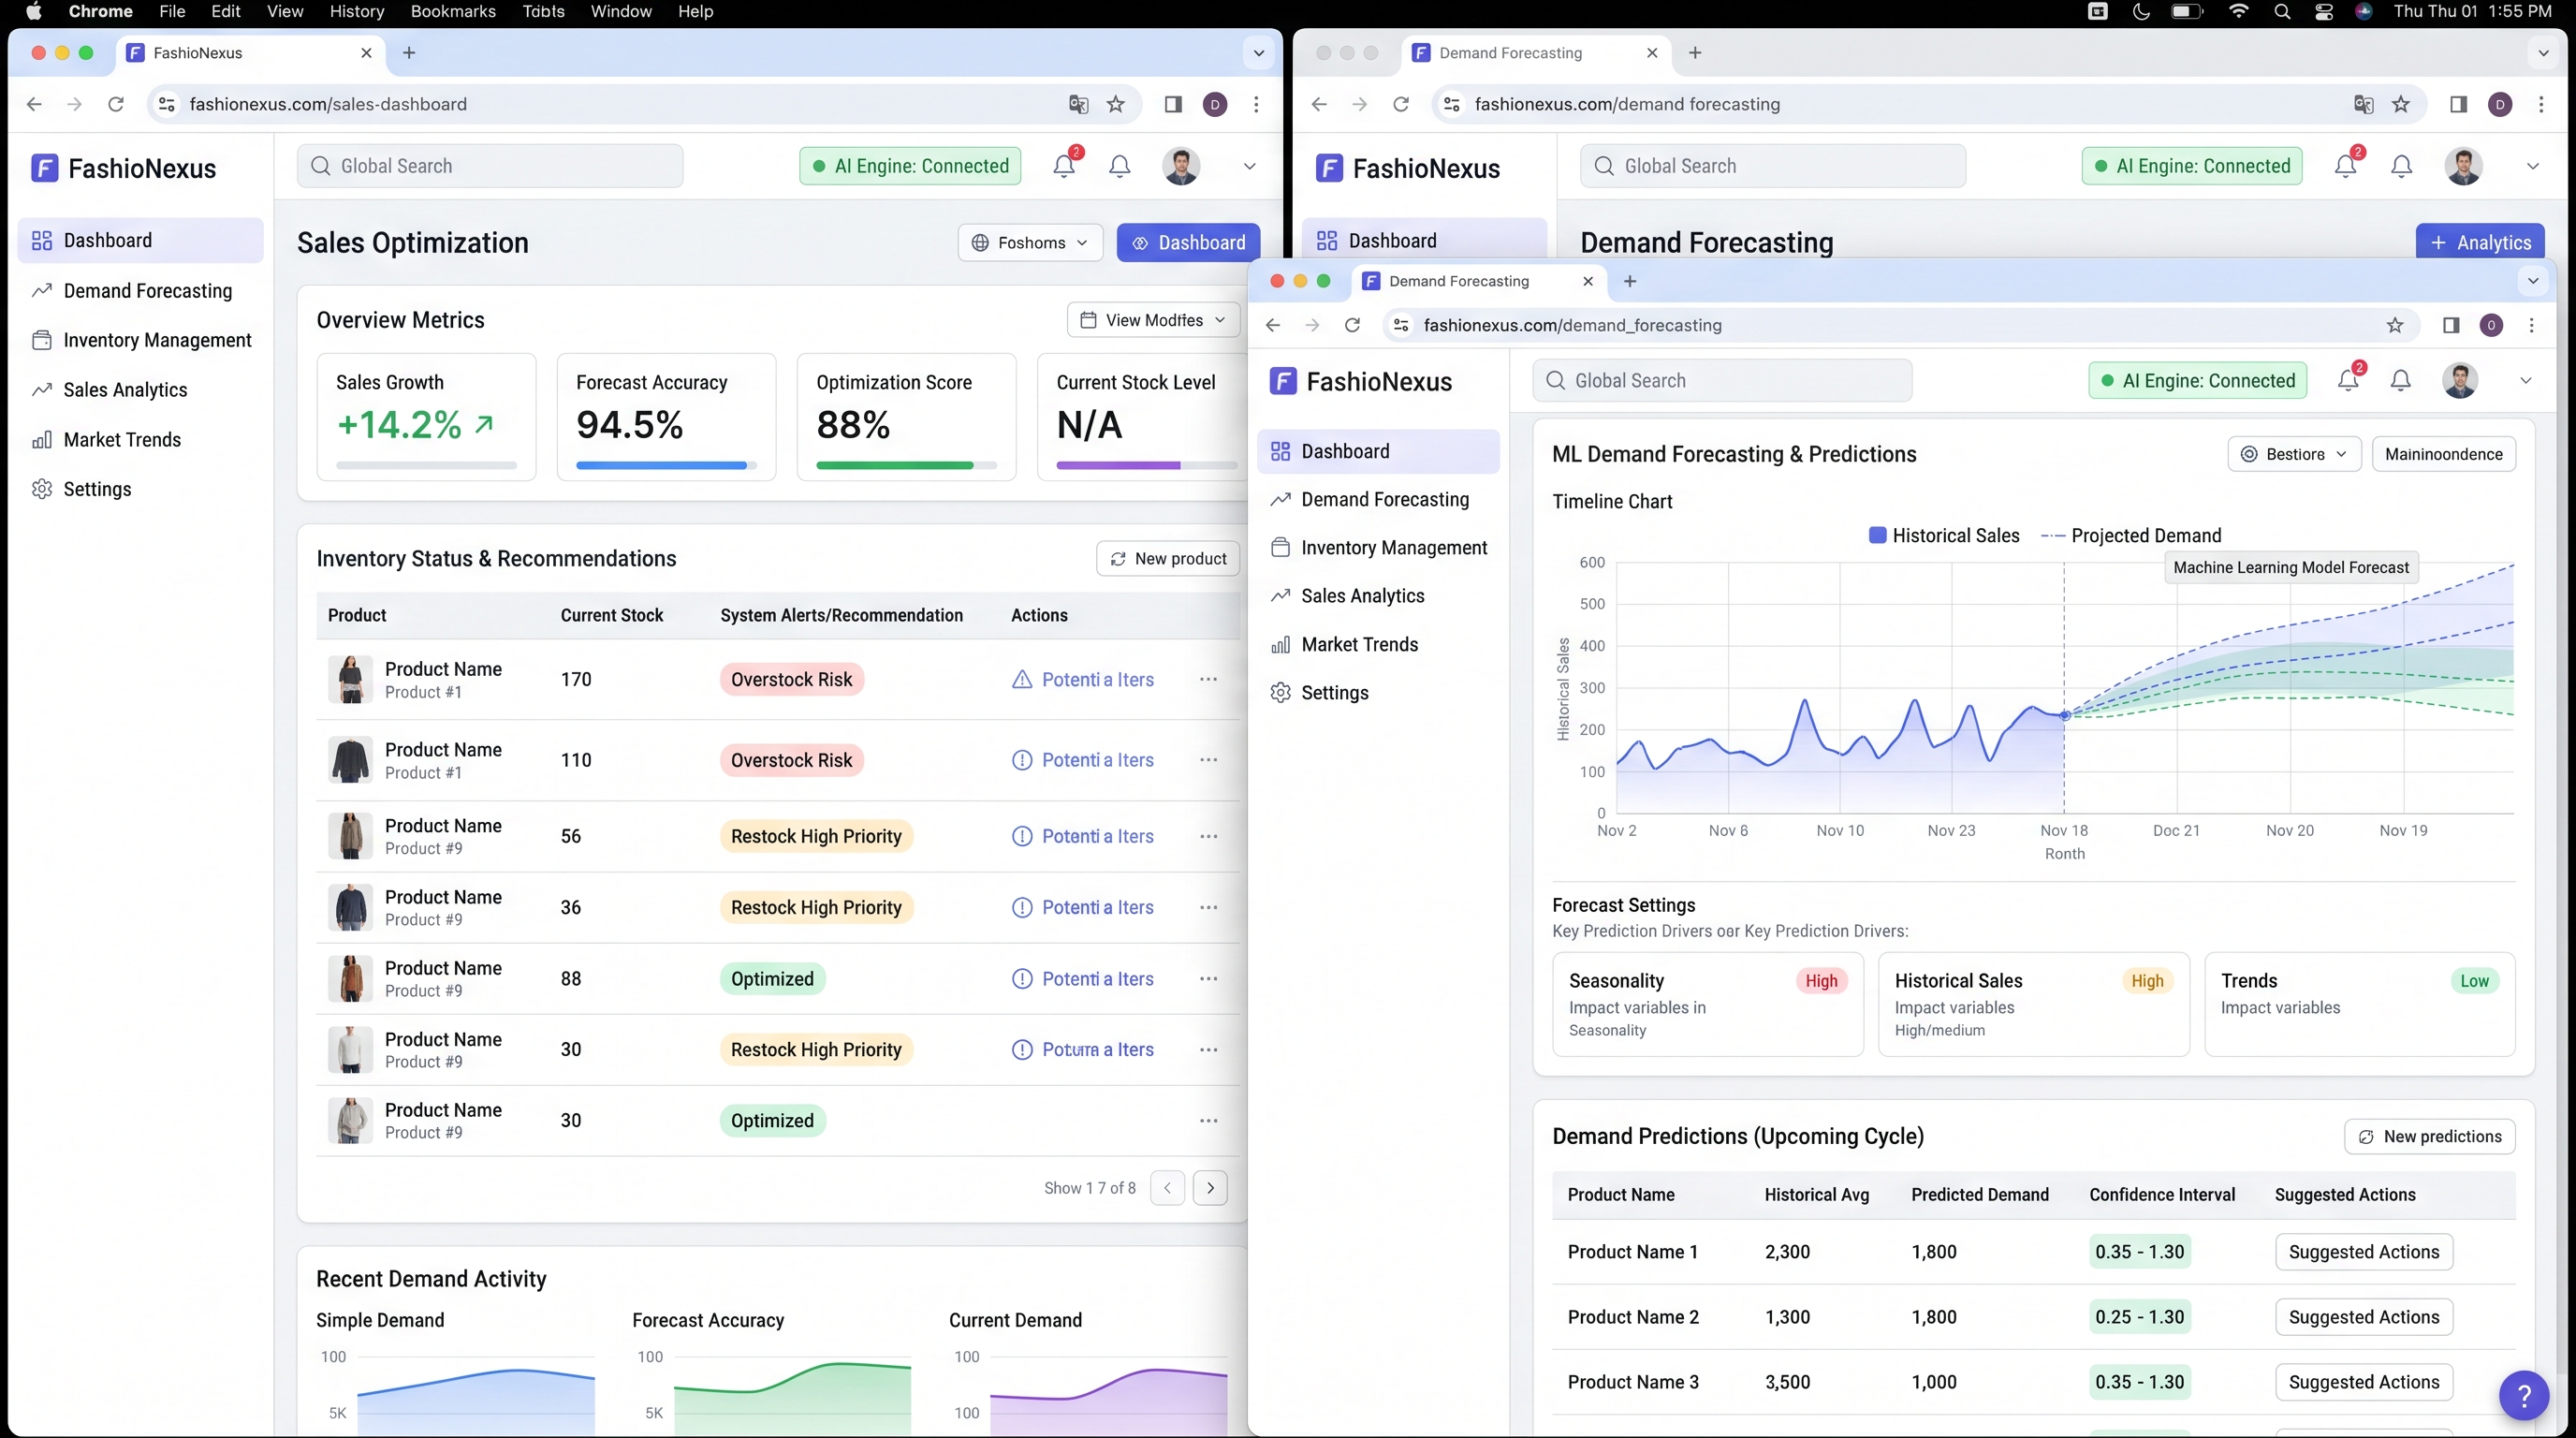 Chrome File Edit View History Bookmarks Tabts Window Help
Thu Thu 01 1:55 PM
FashioNexus
fashionexus.com/sales-dashboard
D
FashioNexus
Global Search
AI Engine: Connected
2
Dashboard
Demand Forecasting
Inventory Management
Sales Analytics
Market Trends
Settings
Sales Optimization
Foshoms
Dashboard
Overview Metrics
Sales Growth
+14.2%
Forecast Accuracy
94.5%
Optimization Score
88%
Current Stock Level
N/A
View
Inventory Status & Recommendations
New product
Product Current Stock System Alerts/Recommendation Actions
Product Name
Product #1
170
Overstock Risk
Potenti a Iters
Product Name
Product #1
110
Overstock Risk
Potenti a Iters
Product Name
Product #9
56
Restock High Priority
Potenti a Iters
Product Name
Product #9
36
Restock High Priority
Potenti a Iters
Product Name
Product #9
88
Optimized
Potenti a Iters
Product Name
Product #9
30
Restock High Priority
a Iters
Product Name
Product #9
30
Optimized
Show 1 7 of 8
Recent Demand Activity
Simple Demand
100
5K
Forecast Accuracy
100
5K
Current Demand
100
100
Demand Forecasting
fashionexus.com/demand forecasting
D
FashioNexus
Global Search
AI Engine: Connected
2
Dashboard
Demand Forecasting
+ Analytics
Demand Forecasting
fashionexus.com/demand_forecasting
O
FashioNexus
Global Search
AI Engine: Connected
2
Dashboard
Demand Forecasting
Inventory Management
Sales Analytics
Market Trends
Settings
ML Demand Forecasting & Predictions
Bestiors
Maininoondence
Timeline Chart
Historical Sales
Projected Demand
Machine Learning Model Forecast
Historical Sales
600
500
400
300
200
100
0
Nov 2 Nov 6 Nov 10 Nov 23 Nov 18 Doc 21 Nov 20 Nov 19
Ronth
Forecast Settings
Key Prediction Drivers oor Key Prediction Drivers:
Seasonality
High
Impact variables in
Seasonality
Historical Sales
High
Impact variables
High/medium
Trends
Low
Impact variables
Demand Predictions (Upcoming Cycle)
New predictions
Product Name Historical Avg Predicted Demand Confidence Interval Suggested Actions
Product Name 1 2,300 1,800 0.35 - 1.30 Suggested Actions
Product Name 2 1,300 1,800 0.25 - 1.30 Suggested Actions
Product Name 3 3,500 1,000 0.35 - 1.30 Suggested Actions
?